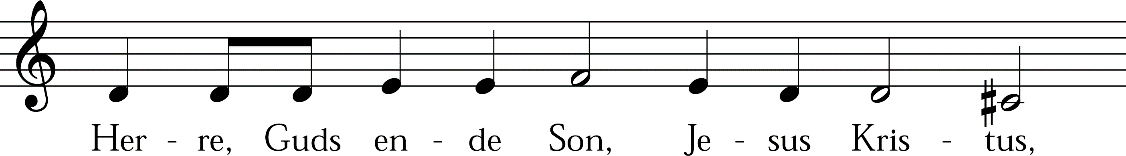 Her - re, Guds en - de Son, Je - sus Kris - tus,